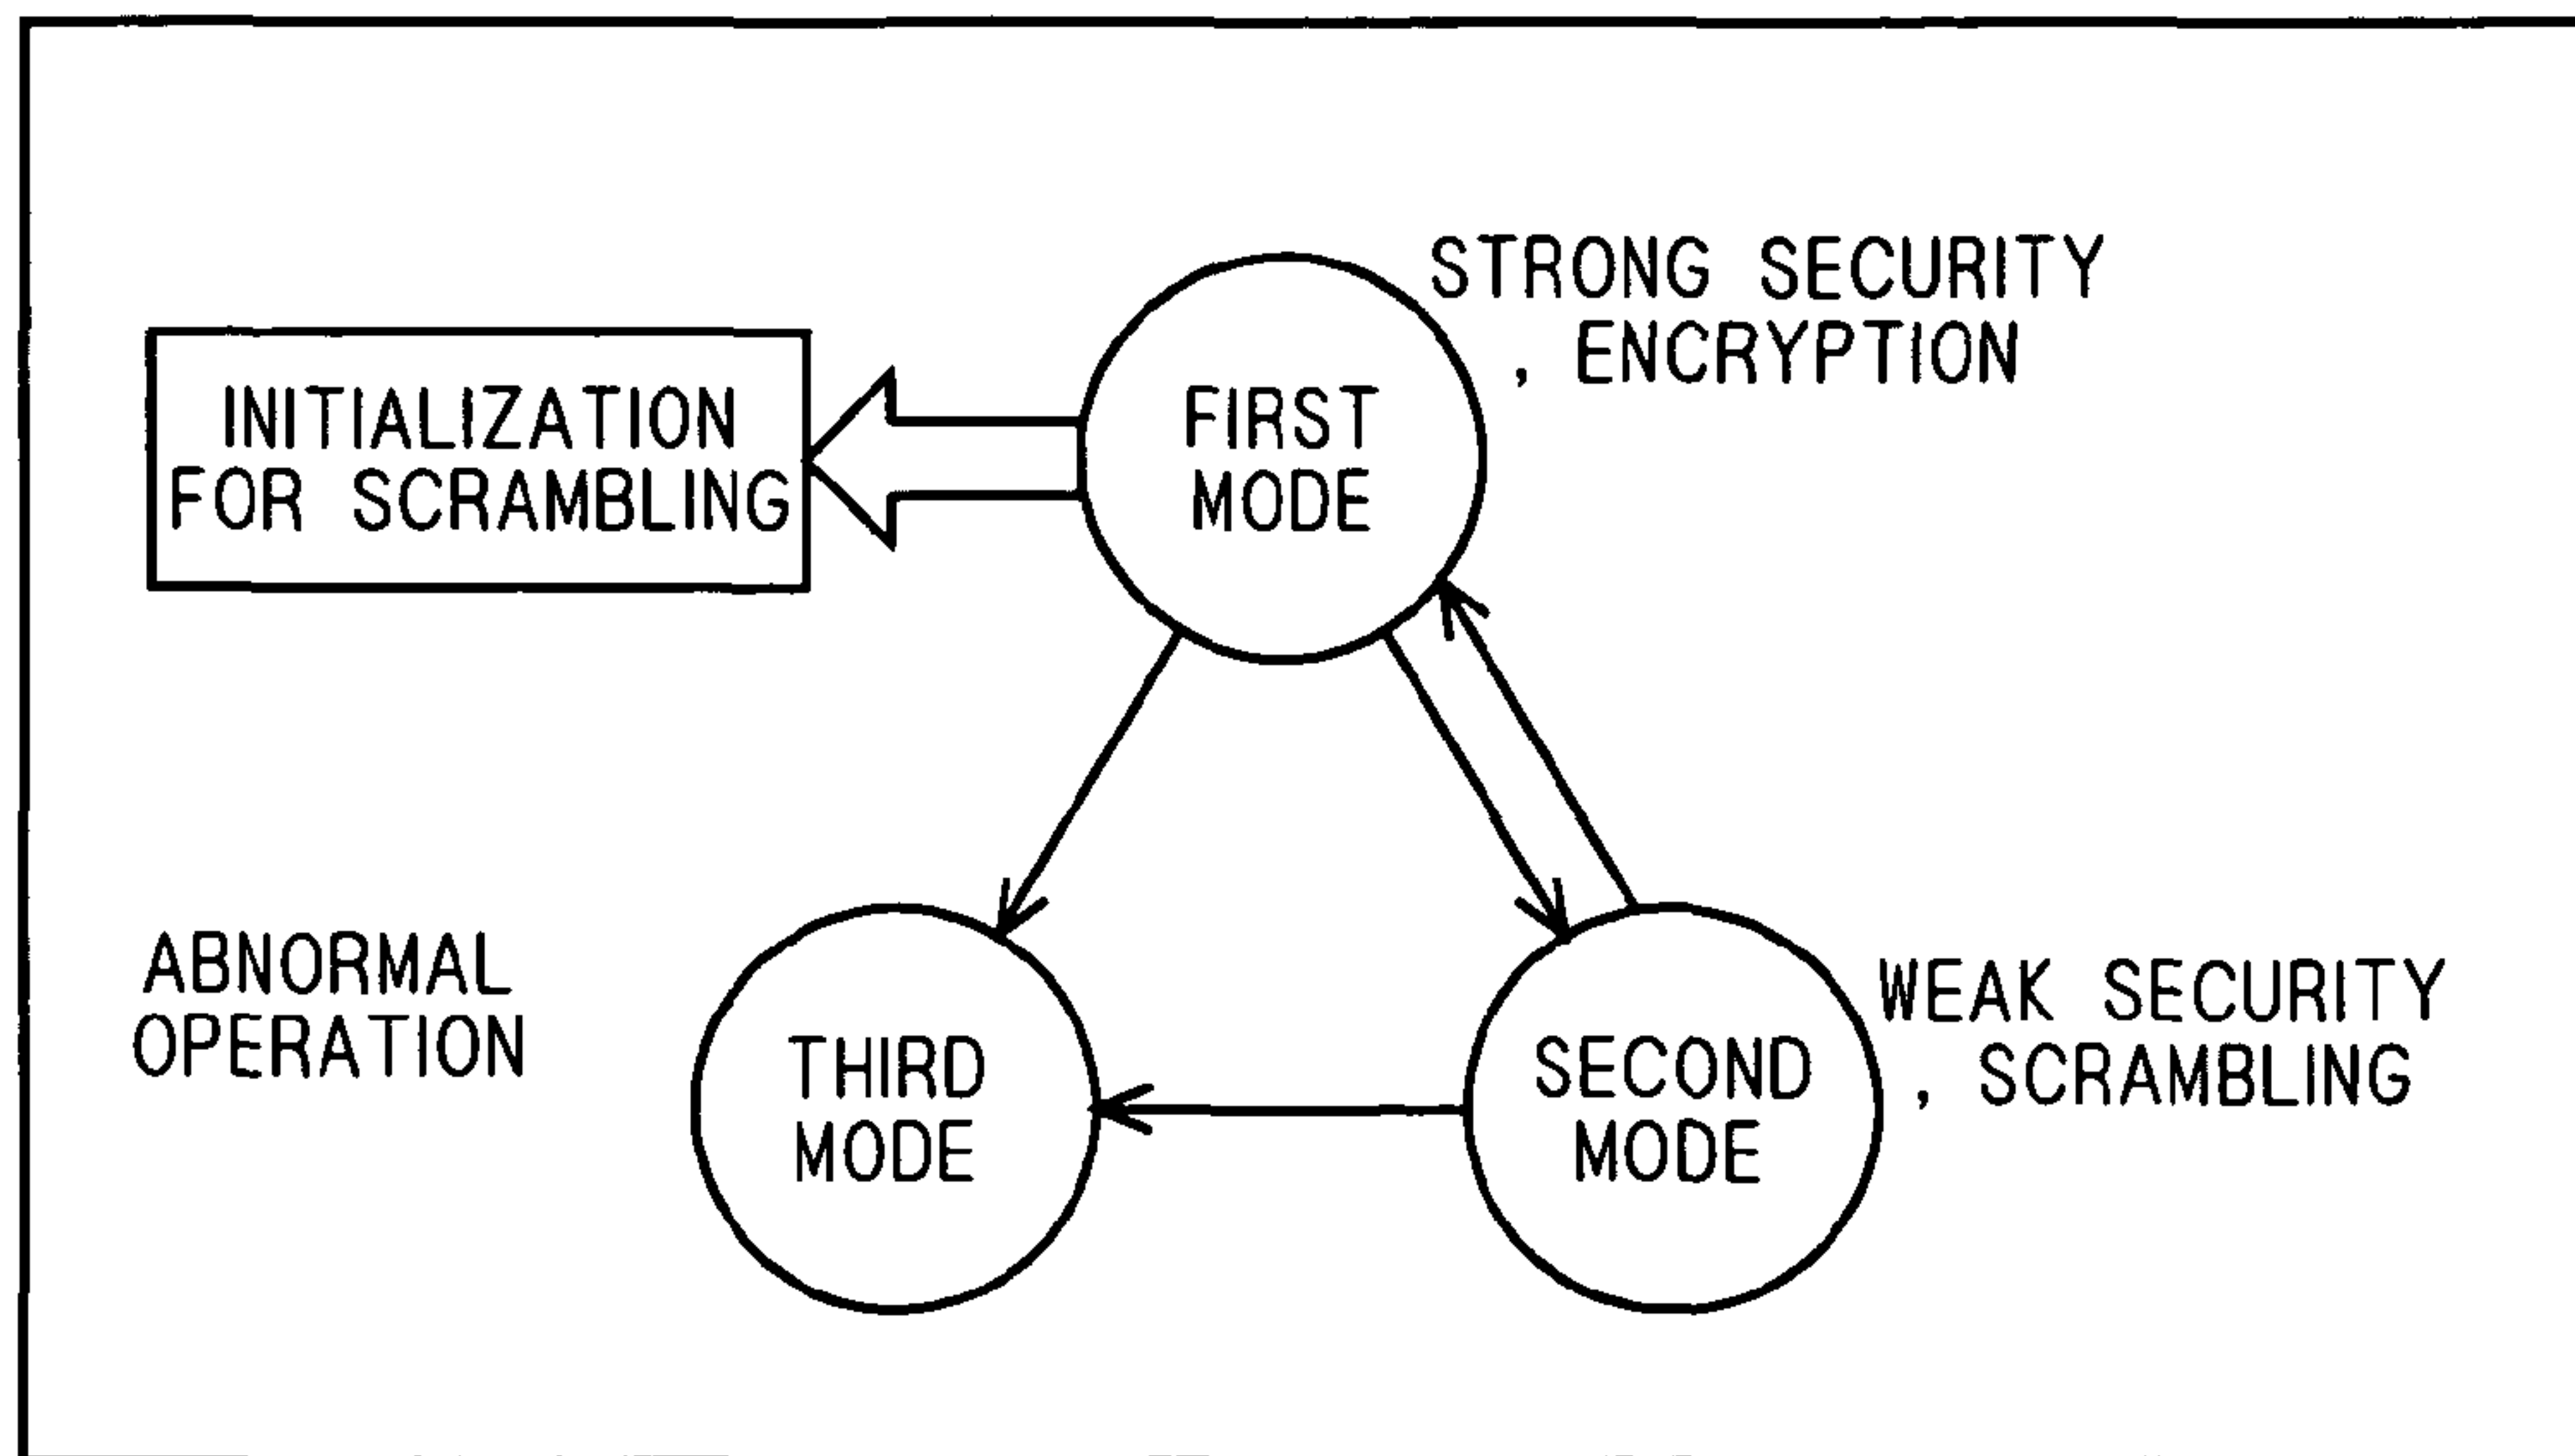 STRONG SECURITY
, ENCRYPTION
INITIALIZATION
FOR SCRAMBLING
FIRST
MODE
ABNORMAL
OPERATION
THIRD
MODE
SECOND
MODE
WEAK SECURITY
, SCRAMBLING